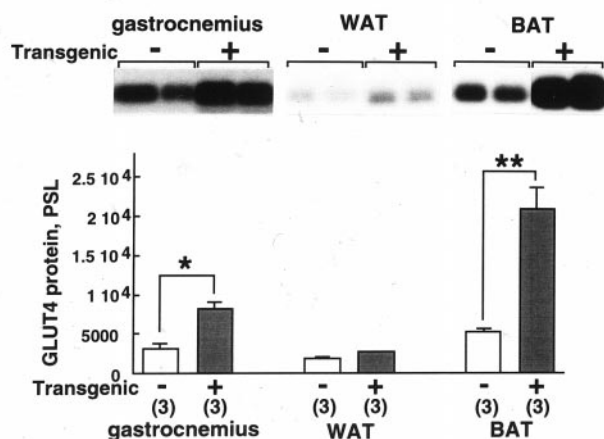 gastrocnemius WAT BAT
Transgenic - + - + - +
GLUT4 protein, PSL
2.5 10⁴
2 10⁴
1.5 10⁴
1 10⁴
5000
0
* **
Transgenic - + - + - +
(3) (3) (3) (3) (3) (3)
gastrocnemius WAT BAT